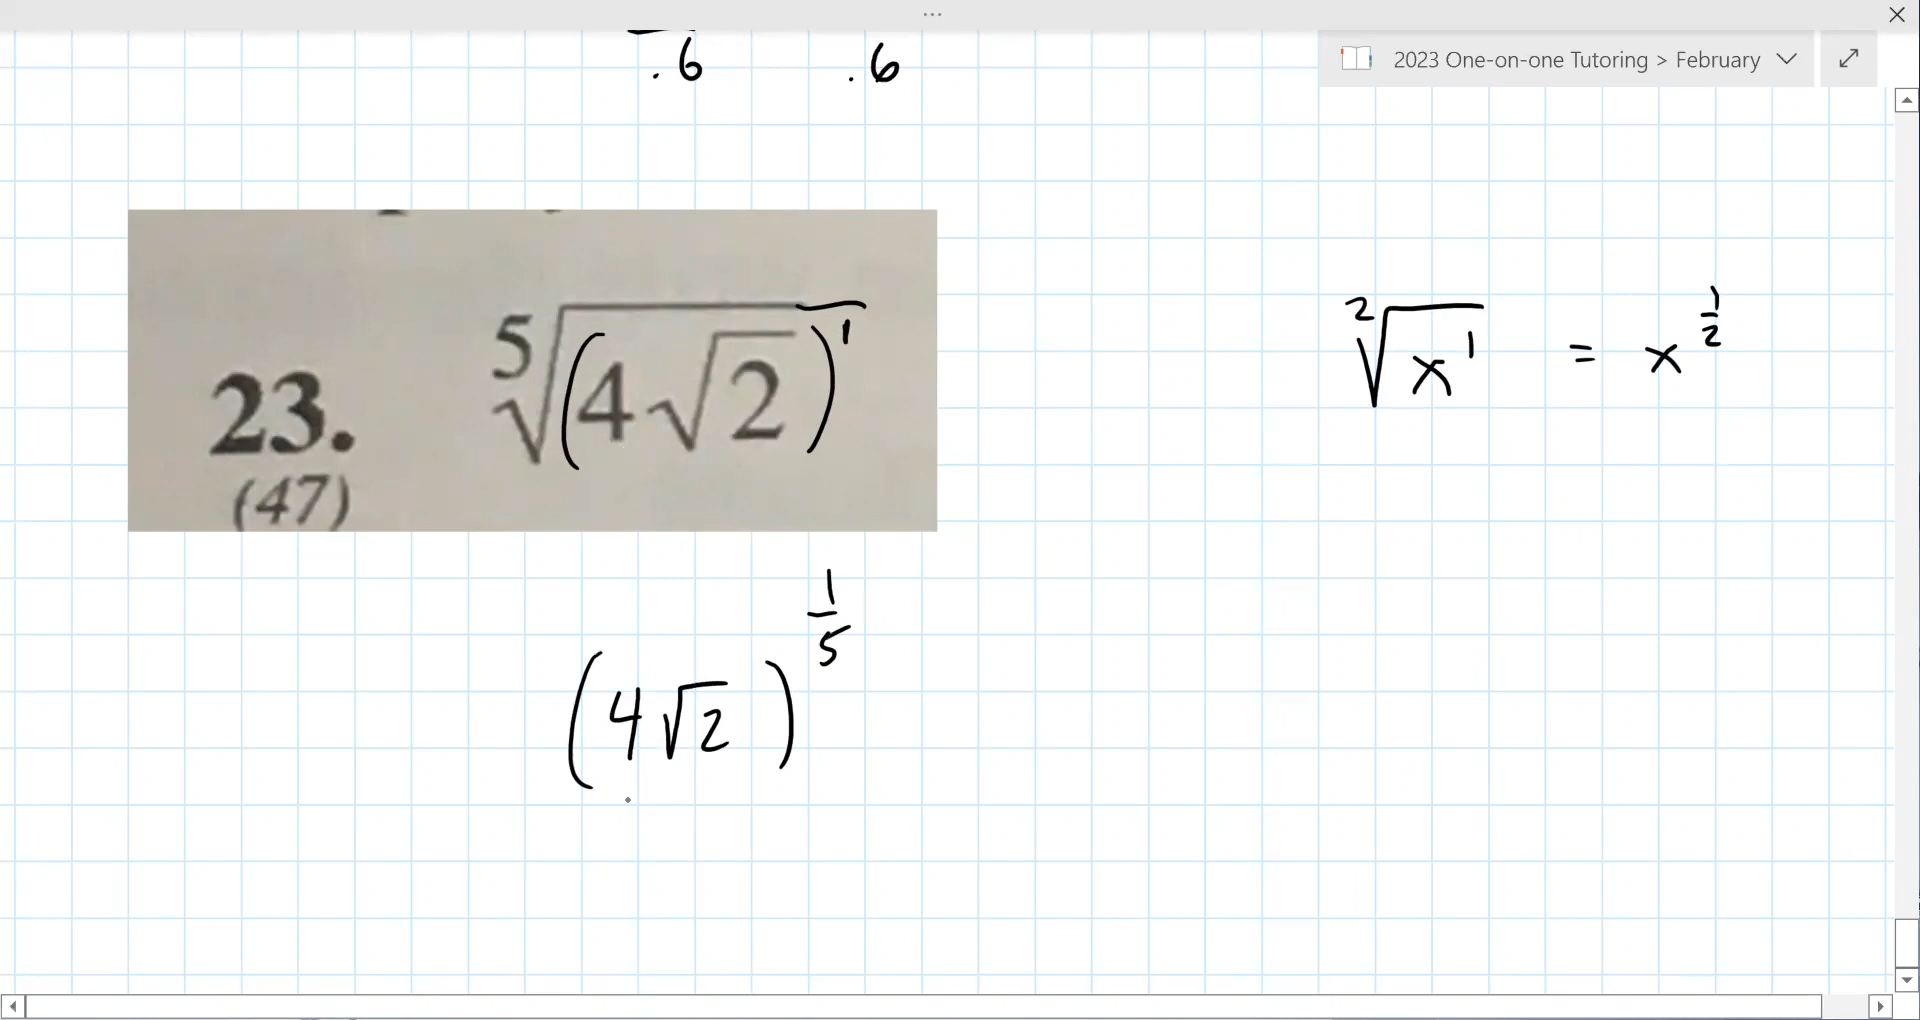 ...
.6 .6
2023 One-on-one Tutoring > February
23. ⁵√(4√2)¹
(47)
²√x¹ = x^(1/2)
(4√2)^(1/5)